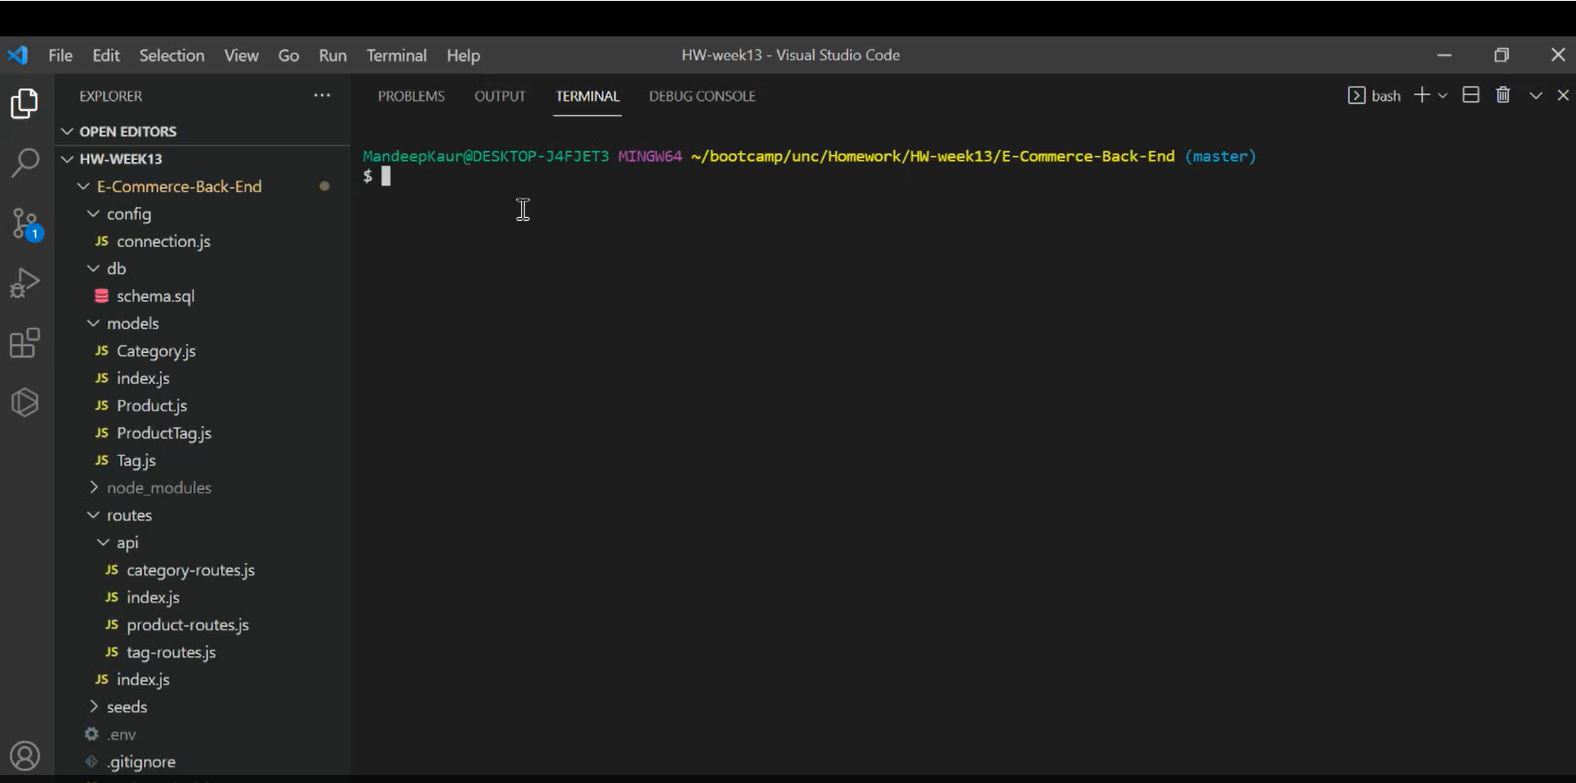 File Edit Selection View Go Run Terminal Help HW-week13 - Visual Studio Code
EXPLORER ...
OPEN EDITORS
HW-WEEK13
E-Commerce-Back-End
config
JS connection.js
db
schema.sql
models
JS Category.js
JS index.js
JS Product.js
JS ProductTag.js
JS Tag.js
node_modules
routes
api
JS category-routes.js
JS index.js
JS product-routes.js
JS tag-routes.js
JS index.js
seeds
.env
.gitignore
1
PROBLEMS OUTPUT TERMINAL DEBUG CONSOLE bash
MandeepKaur@DESKTOP-J4FJET3 MINGW64 ~/bootcamp/unc/Homework/HW-week13/E-Commerce-Back-End (master)
$